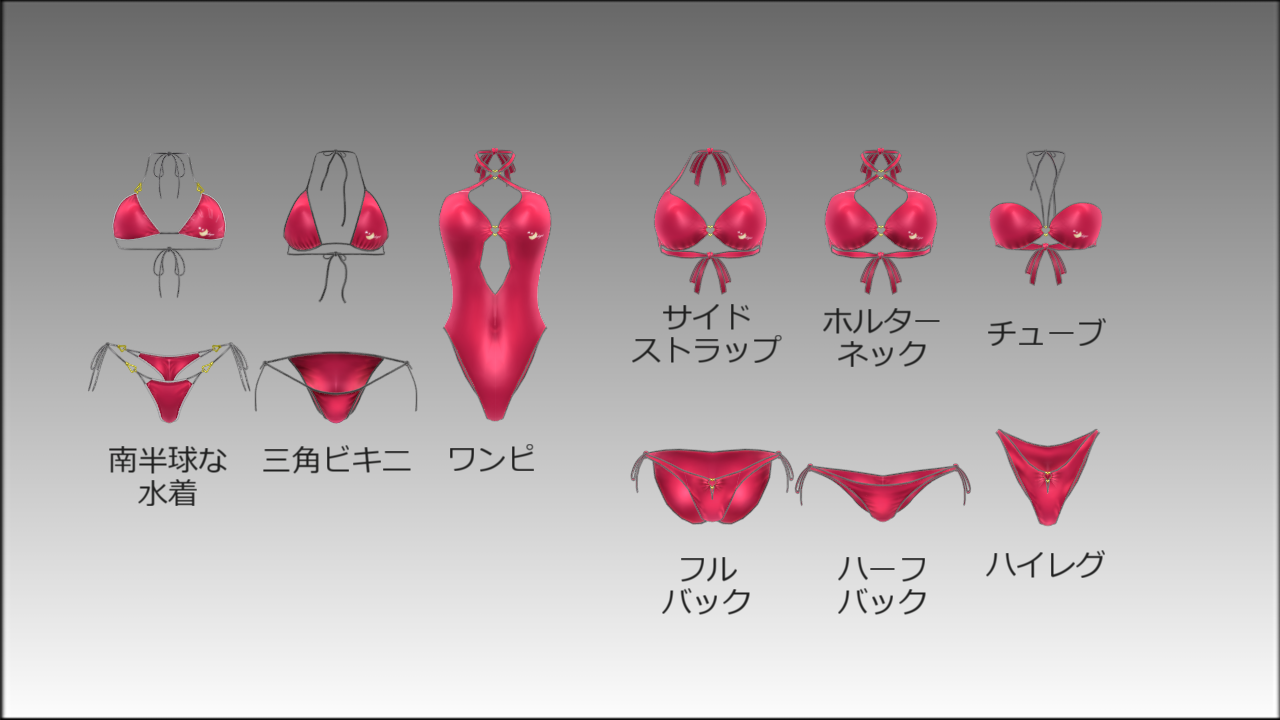 南半球な
水着
三角ビキニ
ワンピ
サイド
ストラップ
ホルター
ネック
チューブ
フル
バック
ハーフ
バック
ハイレグ